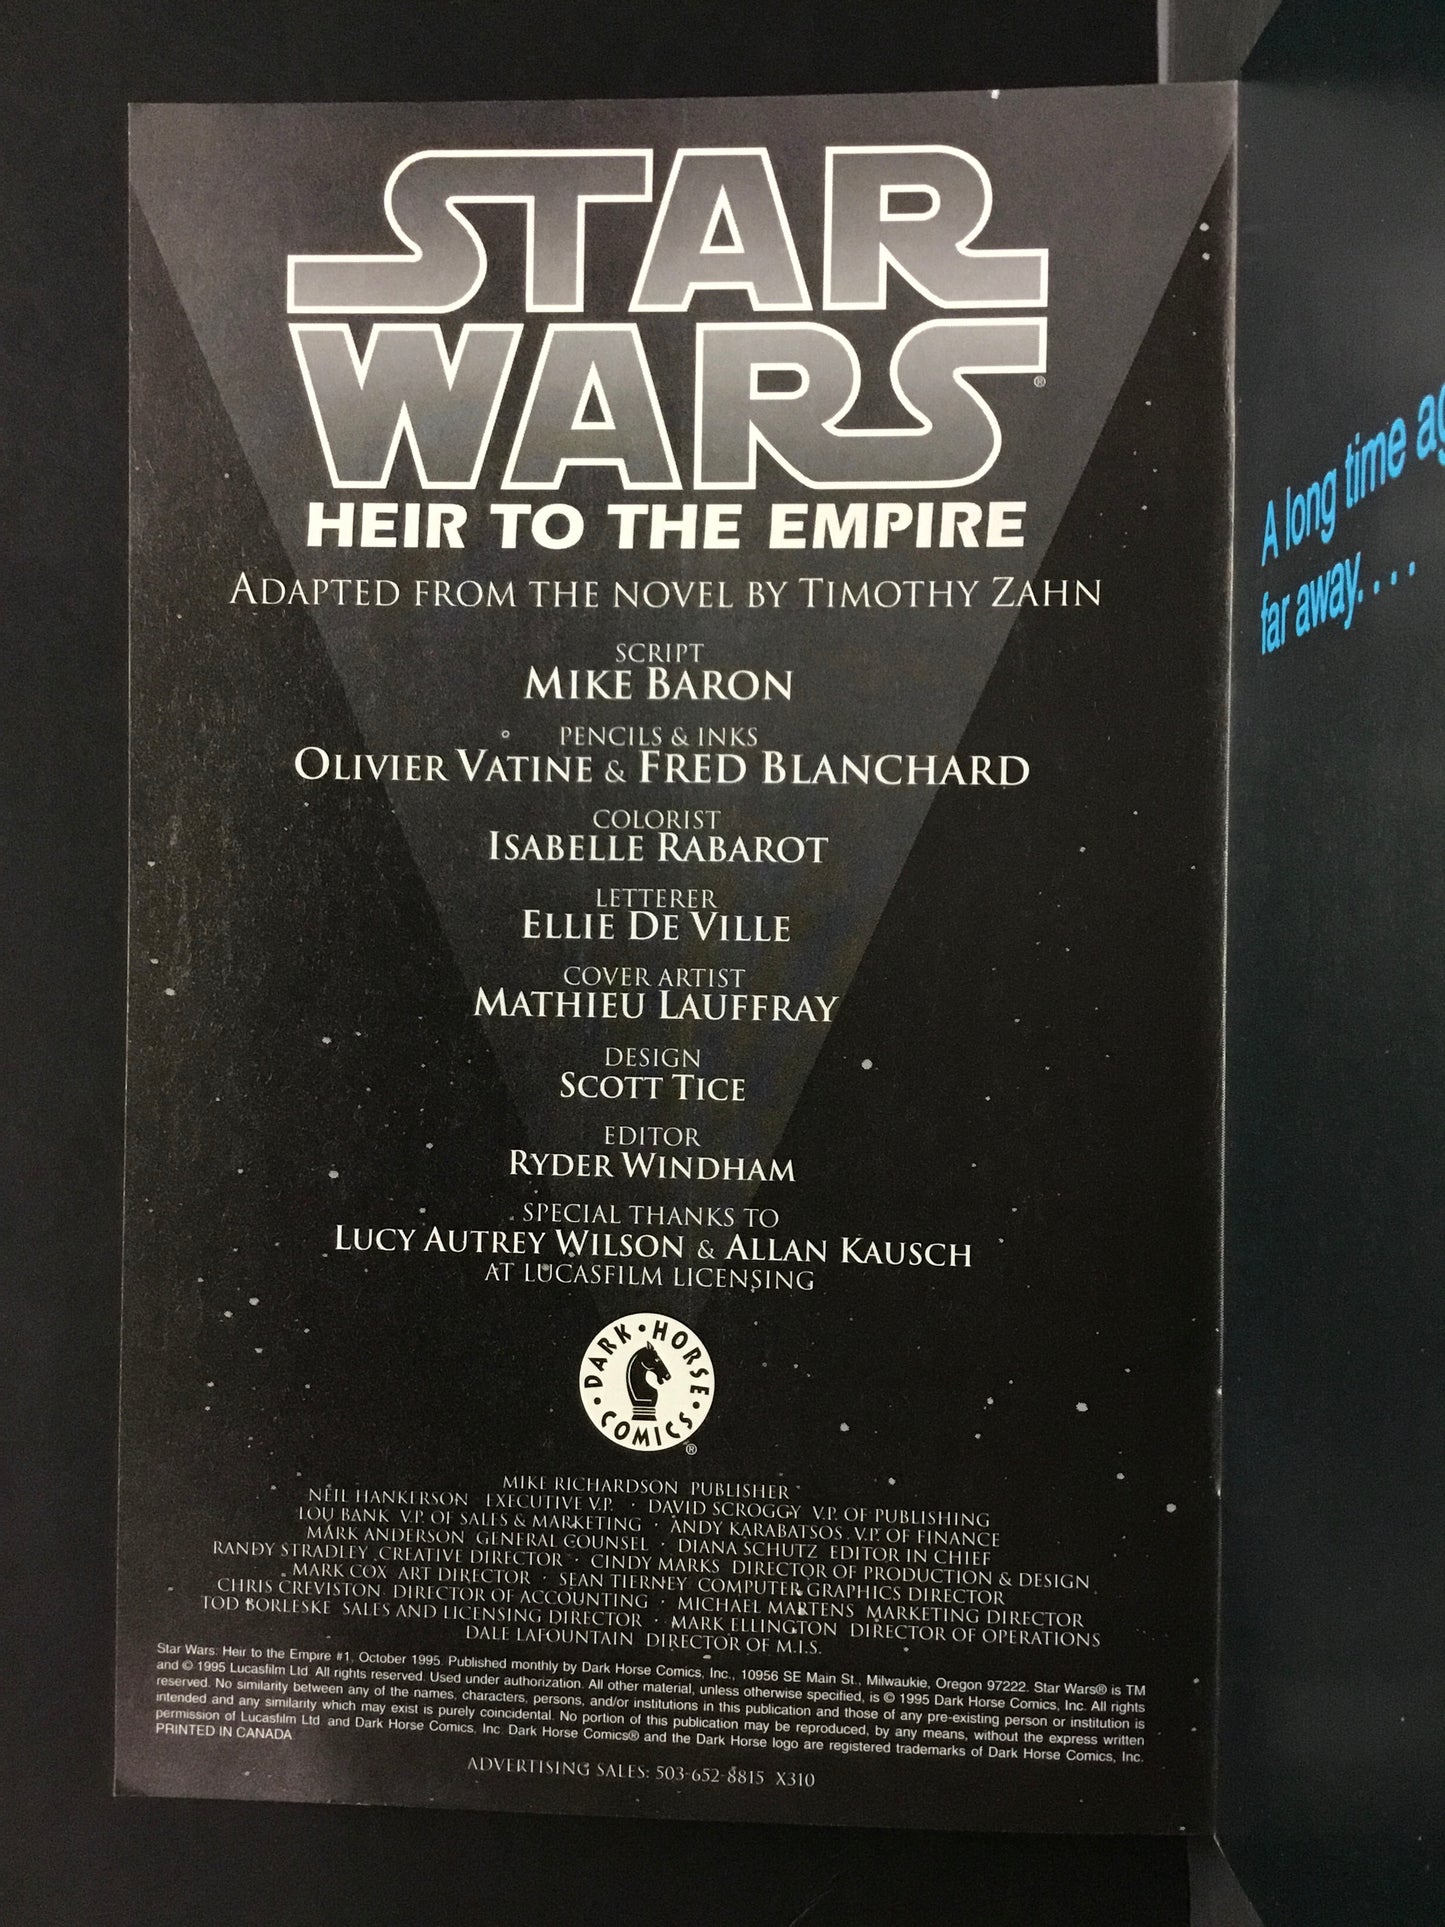 STAR
WARS®
HEIR TO THE EMPIRE
ADAPTED FROM THE NOVEL BY TIMOTHY ZAHN
SCRIPT
MIKE BARON
PENCILS & INKS
OLIVIER VATINE & FRED BLANCHARD
COLORIST
ISABELLE RABAROT
LETTERER
ELLIE DE VILLE
COVER ARTIST
MATHIEU LAUFFRAY
DESIGN
SCOTT TICE
EDITOR
RYDER WINDHAM
SPECIAL THANKS TO
LUCY AUTREY WILSON & ALLAN KAUSCH
AT LUCASFILM LICENSING
DARK • HORSE • COMICS •®
MIKE RICHARDSON PUBLISHER
NEIL HANKERSON EXECUTIVE V.P. · DAVID SCROGGY V.P. OF PUBLISHING
LOU BANK V.P. OF SALES & MARKETING · ANDY KARABATSOS V.P. OF FINANCE
MARK ANDERSON GENERAL COUNSEL · DIANA SCHUTZ EDITOR IN CHIEF
RANDY STRADLEY CREATIVE DIRECTOR · CINDY MARKS DIRECTOR OF PRODUCTION & DESIGN
MARK COX ART DIRECTOR · SEAN TIERNEY COMPUTER GRAPHICS DIRECTOR
CHRIS CREVISTON DIRECTOR OF ACCOUNTING · MICHAEL MARTENS MARKETING DIRECTOR
TOD BORLESKE SALES AND LICENSING DIRECTOR · MARK ELLINGTON DIRECTOR OF OPERATIONS
DALE LAFOUNTAIN DIRECTOR OF M.I.S.
Star Wars: Heir to the Empire #1, October 1995. Published monthly by Dark Horse Comics, Inc., 10956 SE Main St., Milwaukie, Oregon 97222. Star Wars® is TM
and © 1995 Lucasfilm Ltd. All rights reserved. Used under authorization. All other material, unless otherwise specified, is © 1995 Dark Horse Comics, Inc. All rights
reserved. No similarity between any of the names, characters, persons, and/or institutions in this publication and those of any pre-existing person or institution is
intended and any similarity which may exist is purely coincidental. No portion of this publication may be reproduced, by any means, without the express written
permission of Lucasfilm Ltd. and Dark Horse Comics, Inc. Dark Horse Comics® and the Dark Horse logo are registered trademarks of Dark Horse Comics, Inc.
PRINTED IN CANADA
ADVERTISING SALES: 503-652-8815 X310
A long time
far away. . . .